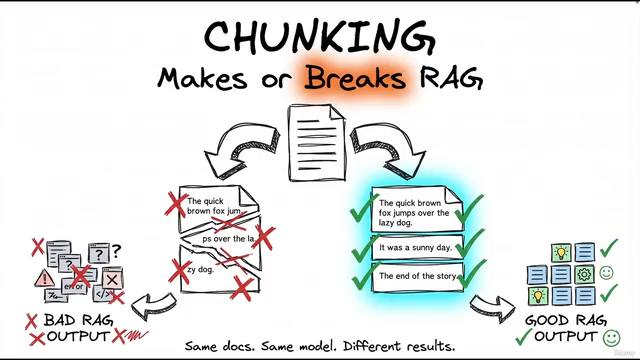 CHUNKING
Makes or Breaks RAG
The quick
brown fox jum
ps over the la
zy dog.
The quick brown
fox jumps over the
lazy dog.
It was a sunny day.
The end of the story.
?
?
?
error
</>
BAD RAG
OUTPUT
GOOD RAG
OUTPUT
Same docs. Same model. Different results.